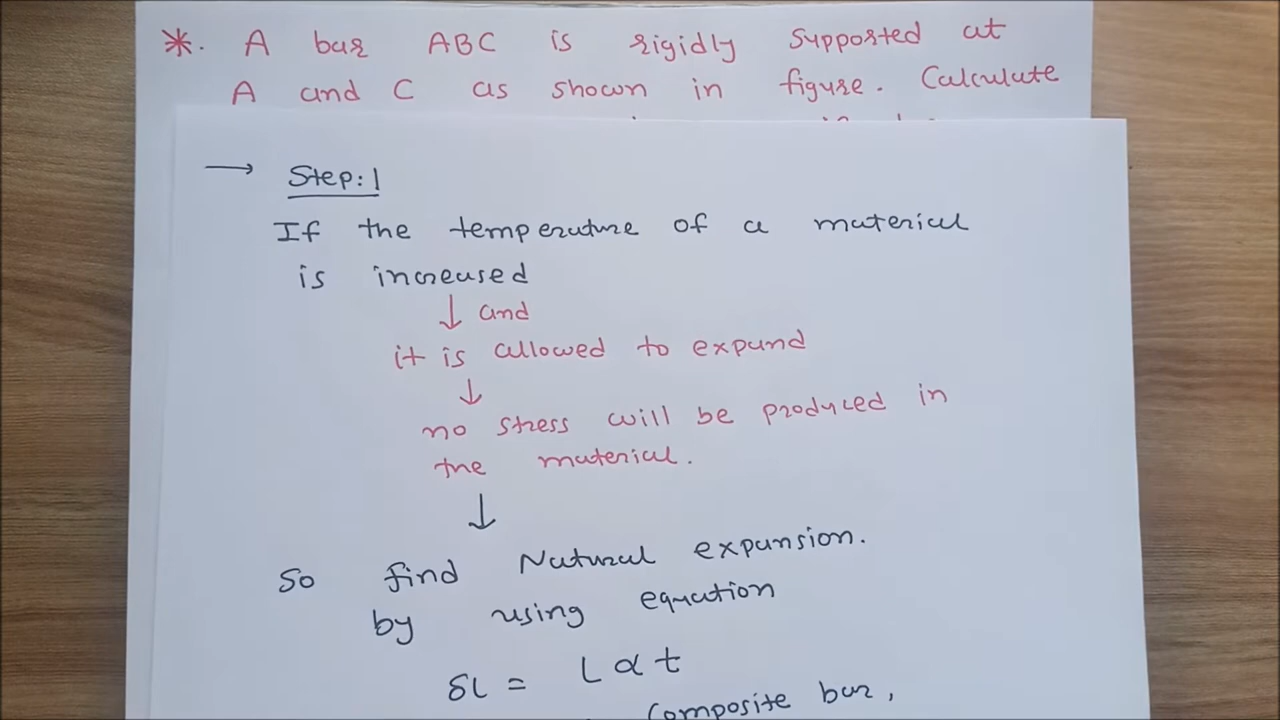 *. A bar ABC is rigidly supported at
A and C as shown in figure. Calculate
→ Step:1
If the temperature of a material
is increased
↓ and
it is allowed to expand
↓
no stress will be produced in
the material.
↓
so find Natural expansion.
by using equation
δL = L α t
composite bar,